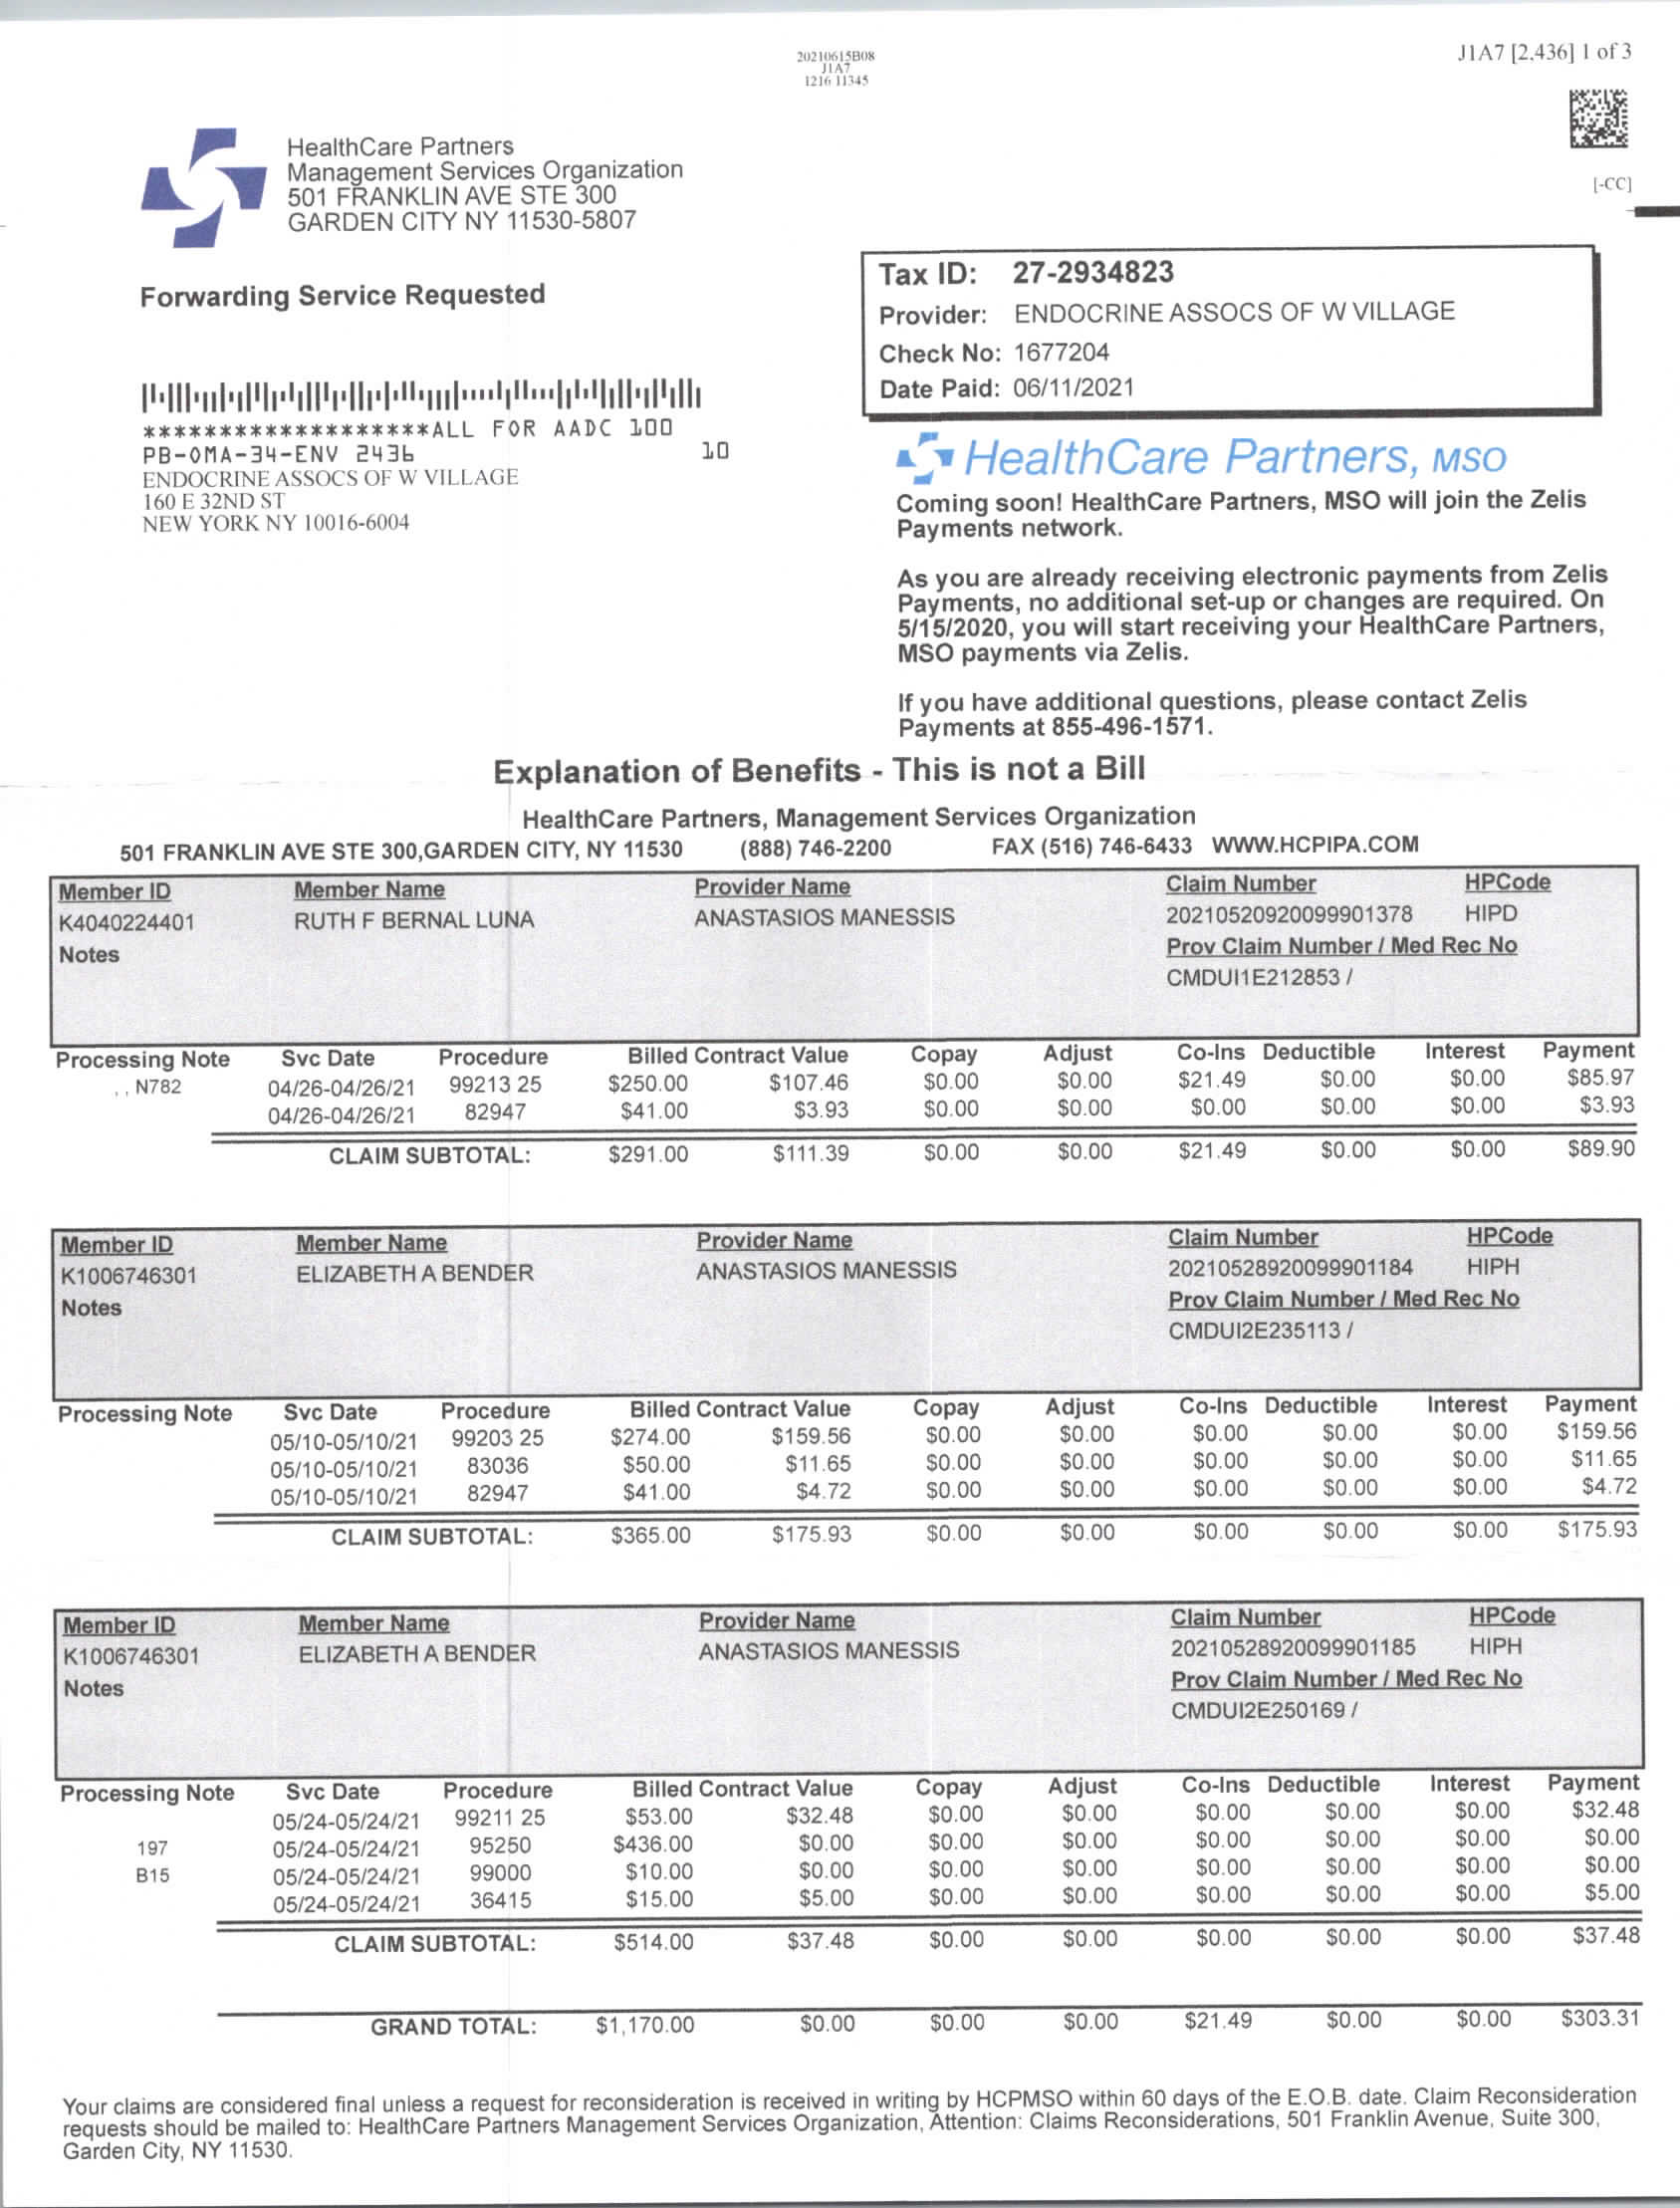 20210615B08
J1A7
1216 11345
J1A7 [2,436] 1 of 3
[-CC]
HealthCare Partners
Management Services Organization
501 FRANKLIN AVE STE 300
GARDEN CITY NY 11530-5807
Forwarding Service Requested
Tax ID: 27-2934823
Provider: ENDOCRINE ASSOCS OF W VILLAGE
Check No: 1677204
Date Paid: 06/11/2021
*******************ALL FOR AADC 100
PB-OMA-34-ENV 2436 10
ENDOCRINE ASSOCS OF W VILLAGE
160 E 32ND ST
NEW YORK NY 10016-6004
HealthCare Partners, MSO
Coming soon! HealthCare Partners, MSO will join the Zelis
Payments network.
As you are already receiving electronic payments from Zelis
Payments, no additional set-up or changes are required. On
5/15/2020, you will start receiving your HealthCare Partners,
MSO payments via Zelis.
If you have additional questions, please contact Zelis
Payments at 855-496-1571.
Explanation of Benefits - This is not a Bill
HealthCare Partners, Management Services Organization
501 FRANKLIN AVE STE 300,GARDEN CITY, NY 11530 (888) 746-2200 FAX (516) 746-6433 WWW.HCPIPA.COM
Member ID Member Name Provider Name Claim Number HPCode
K4040224401 RUTH F BERNAL LUNA ANASTASIOS MANESSIS 20210520920099901378 HIPD
Notes Prov Claim Number / Med Rec No
CMDUI1E212853 /
Processing Note Svc Date Procedure Billed Contract Value Copay Adjust Co-Ins Deductible Interest Payment
, , N782 04/26-04/26/21 99213 25 $250.00 $107.46 $0.00 $0.00 $21.49 $0.00 $0.00 $85.97
04/26-04/26/21 82947 $41.00 $3.93 $0.00 $0.00 $0.00 $0.00 $0.00 $3.93
CLAIM SUBTOTAL: $291.00 $111.39 $0.00 $0.00 $21.49 $0.00 $0.00 $89.90
Member ID Member Name Provider Name Claim Number HPCode
K1006746301 ELIZABETH A BENDER ANASTASIOS MANESSIS 20210528920099901184 HIPH
Notes Prov Claim Number / Med Rec No
CMDUI2E235113 /
Processing Note Svc Date Procedure Billed Contract Value Copay Adjust Co-Ins Deductible Interest Payment
05/10-05/10/21 99203 25 $274.00 $159.56 $0.00 $0.00 $0.00 $0.00 $0.00 $159.56
05/10-05/10/21 83036 $50.00 $11.65 $0.00 $0.00 $0.00 $0.00 $0.00 $11.65
05/10-05/10/21 82947 $41.00 $4.72 $0.00 $0.00 $0.00 $0.00 $0.00 $4.72
CLAIM SUBTOTAL: $365.00 $175.93 $0.00 $0.00 $0.00 $0.00 $0.00 $175.93
Member ID Member Name Provider Name Claim Number HPCode
K1006746301 ELIZABETH A BENDER ANASTASIOS MANESSIS 20210528920099901185 HIPH
Notes Prov Claim Number / Med Rec No
CMDUI2E250169 /
Processing Note Svc Date Procedure Billed Contract Value Copay Adjust Co-Ins Deductible Interest Payment
05/24-05/24/21 99211 25 $53.00 $32.48 $0.00 $0.00 $0.00 $0.00 $0.00 $32.48
197 05/24-05/24/21 95250 $436.00 $0.00 $0.00 $0.00 $0.00 $0.00 $0.00 $0.00
B15 05/24-05/24/21 99000 $10.00 $0.00 $0.00 $0.00 $0.00 $0.00 $0.00 $0.00
05/24-05/24/21 36415 $15.00 $5.00 $0.00 $0.00 $0.00 $0.00 $0.00 $5.00
CLAIM SUBTOTAL: $514.00 $37.48 $0.00 $0.00 $0.00 $0.00 $0.00 $37.48
GRAND TOTAL: $1,170.00 $0.00 $0.00 $0.00 $21.49 $0.00 $0.00 $303.31
Your claims are considered final unless a request for reconsideration is received in writing by HCPMSO within 60 days of the E.O.B. date. Claim Reconsideration
requests should be mailed to: HealthCare Partners Management Services Organization, Attention: Claims Reconsiderations, 501 Franklin Avenue, Suite 300,
Garden City, NY 11530.